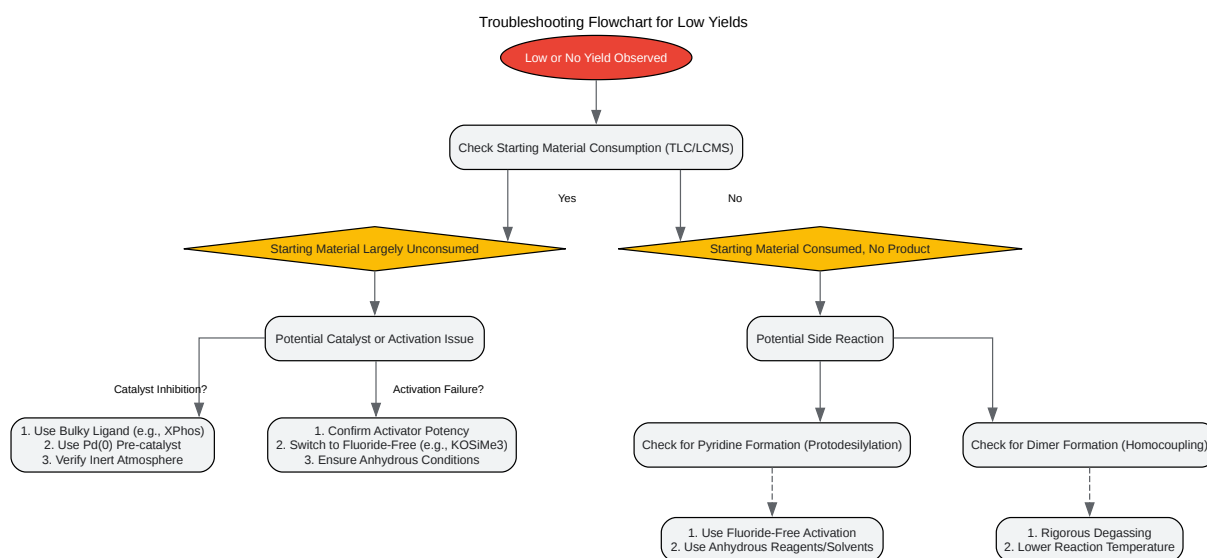 Troubleshooting Flowchart for Low Yields
Low or No Yield Observed
Check Starting Material Consumption (TLC/LCMS)
Yes
No
Starting Material Largely Unconsumed
Starting Material Consumed, No Product
Potential Catalyst or Activation Issue
Potential Side Reaction
Catalyst Inhibition?
Activation Failure?
1. Use Bulky Ligand (e.g., XPhos)
2. Use Pd(0) Pre-catalyst
3. Verify Inert Atmosphere
1. Confirm Activator Potency
2. Switch to Fluoride-Free (e.g., KOSiMe3)
3. Ensure Anhydrous Conditions
Check for Pyridine Formation (Protodesilylation)
Check for Dimer Formation (Homocoupling)
1. Use Fluoride-Free Activation
2. Use Anhydrous Reagents/Solvents
1. Rigorous Degassing
2. Lower Reaction Temperature